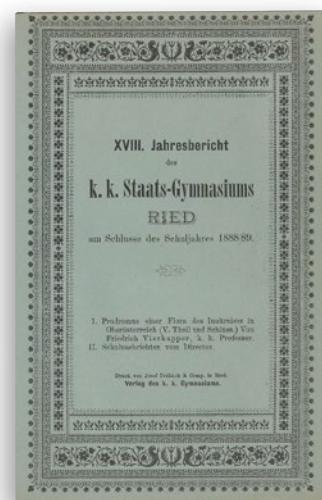 XVIII. Jahresbericht
des
k. k. Staats-Gymnasiums
RIED
am Schlusse des Schuljahres 1888/89.
I. Prodromus einer Flora des Innkreises in
Oberösterreich (V. Theil und Schluss.) Von
Friedrich Vierhapper, k. k. Professor.
II. Schulnachrichten vom Director.
Druck von Josef & Comp. in Ried.
Verlag des k. k. Gymnasiums.